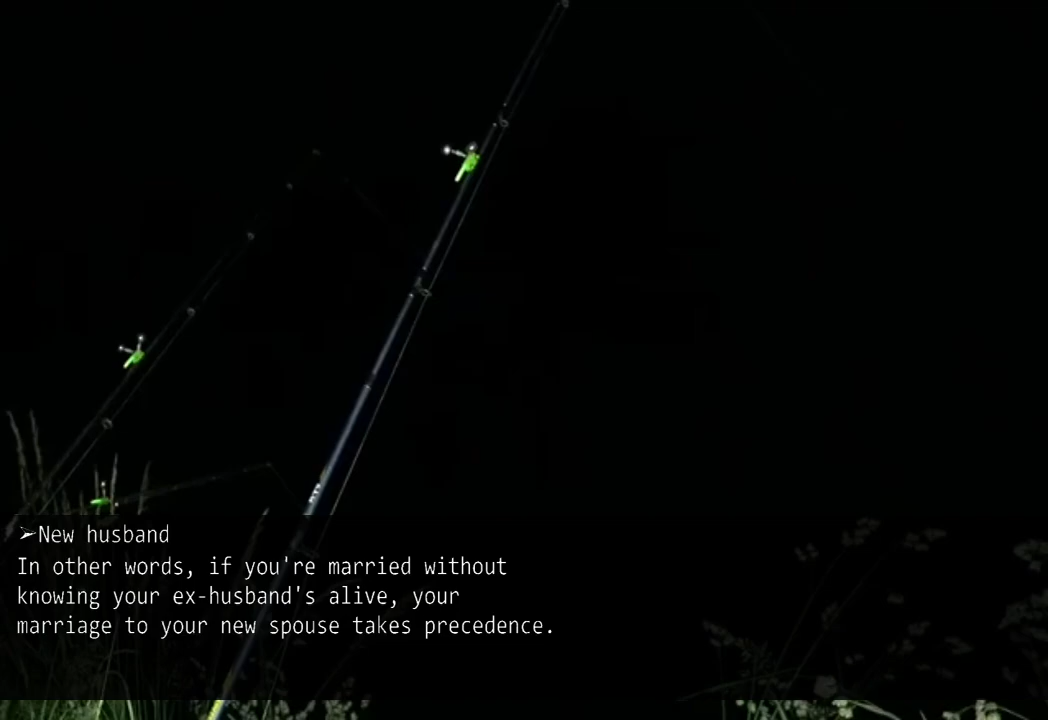 ➢New husband
In other words, if you're married without
knowing your ex-husband's alive, your
marriage to your new spouse takes precedence.